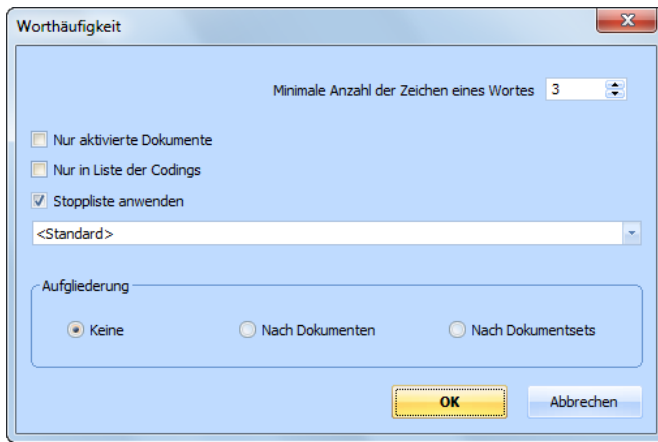 Worthäufigkeit
Minimale Anzahl der Zeichen eines Wortes 3
Nur aktivierte Dokumente
Nur in Liste der Codings
Stoppliste anwenden
<Standard>
Aufgliederung
Keine Nach Dokumenten Nach Dokumentsets
OK Abbrechen